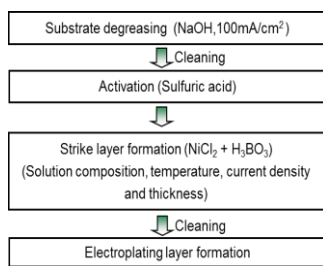 Substrate degreasing (NaOH,100mA/cm²)
Cleaning
Activation (Sulfuric acid)
Strike layer formation (NiCl₂ + H₃BO₃)
(Solution composition, temperature, current density
and thickness)
Cleaning
Electroplating layer formation